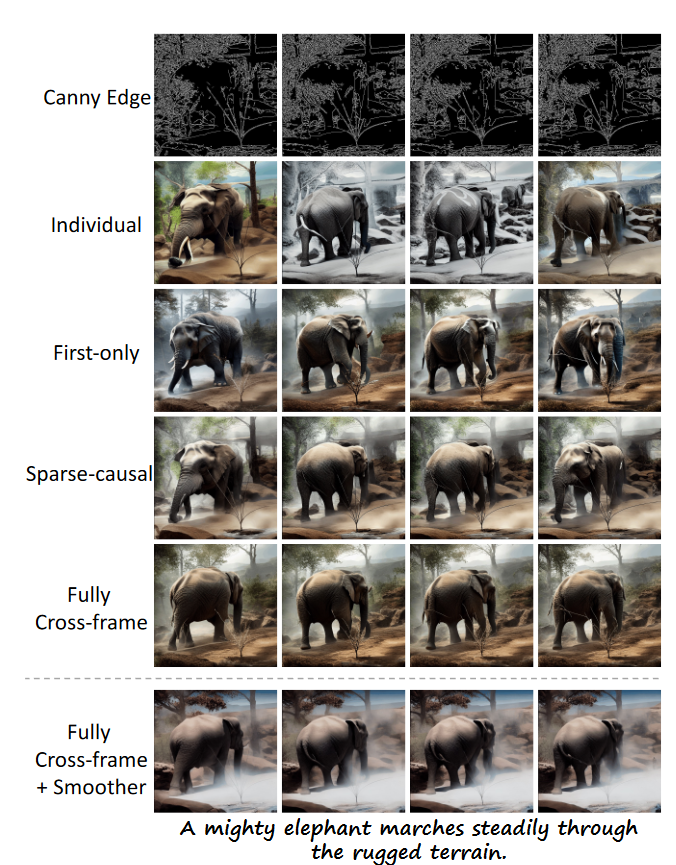 Canny Edge
Individual
First-only
Sparse-causal
Fully
Cross-frame
Fully
Cross-frame
+ Smoother
A mighty elephant marches steadily through
the rugged terrain.